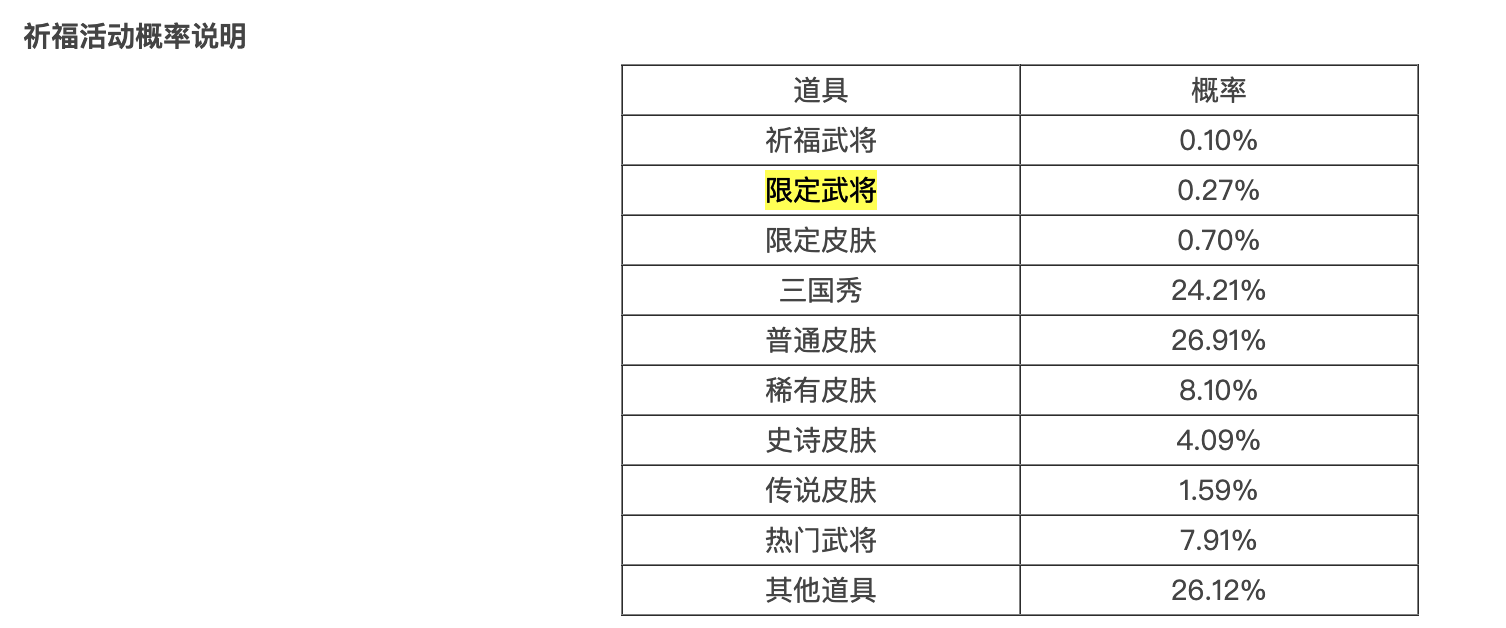 祈福活动概率说明
道具 概率
祈福武将 0.10%
限定武将 0.27%
限定皮肤 0.70%
三国秀 24.21%
普通皮肤 26.91%
稀有皮肤 8.10%
史诗皮肤 4.09%
传说皮肤 1.59%
热门武将 7.91%
其他道具 26.12%